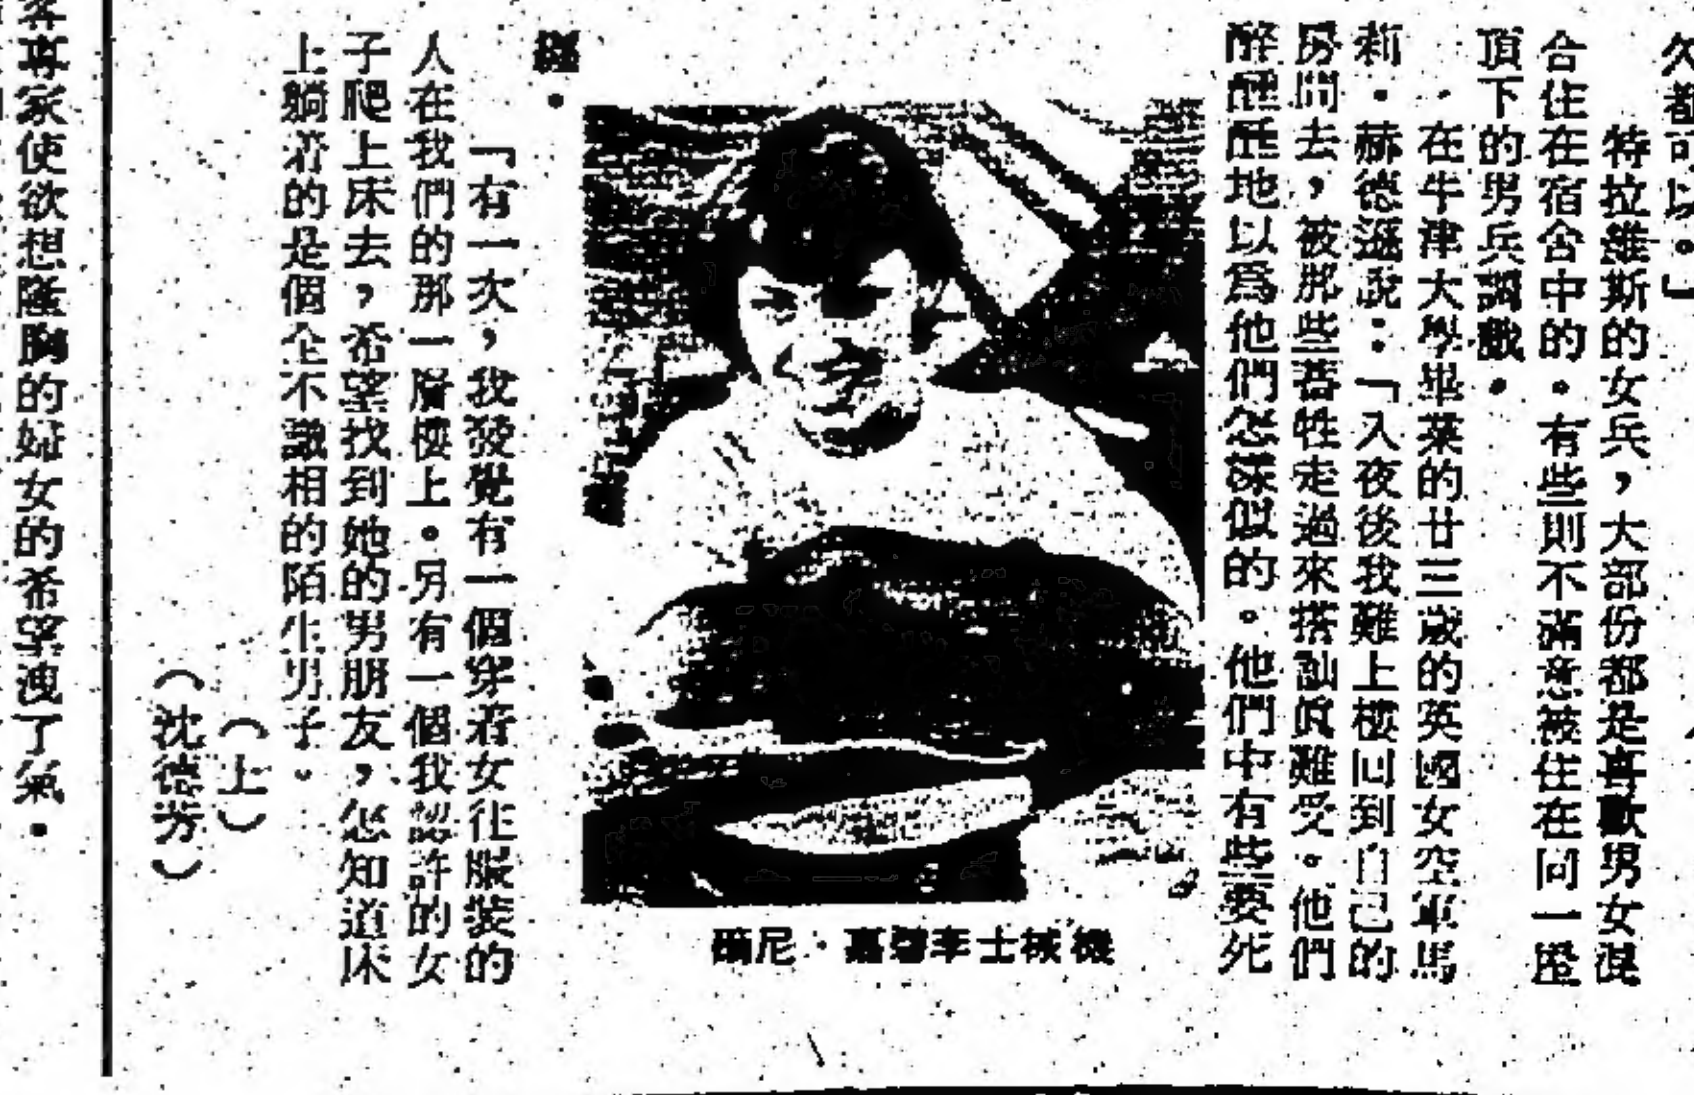 久都可以。」
特拉維斯的女兵，大部份都是喜歡男女混
合住在宿舍中的。有些則不滿意被住在同一屋
頂下的男兵調戲。
在牛津大學畢業的廿三歲的英國女空軍馬
莉·赫德遜說：「入夜後我難上樓回到自己的
房間去，被那些蒼牲走過來搭訕眞難受。他們
醉醺醺地以爲他們怎樣似的。他們中有些要死
機械士李 嘉·尼
「有一次，我發覺有一個穿着女往服裝的
人在我們的那一層樓上。另有一個我認許的女
子爬上床去，希望找到她的男朋友，怎知道床
上躺着的是個全不識相的陌生男子。
（上）
（沈德芳）
專家使欲想隆胸的婦女的希望洩了氣。